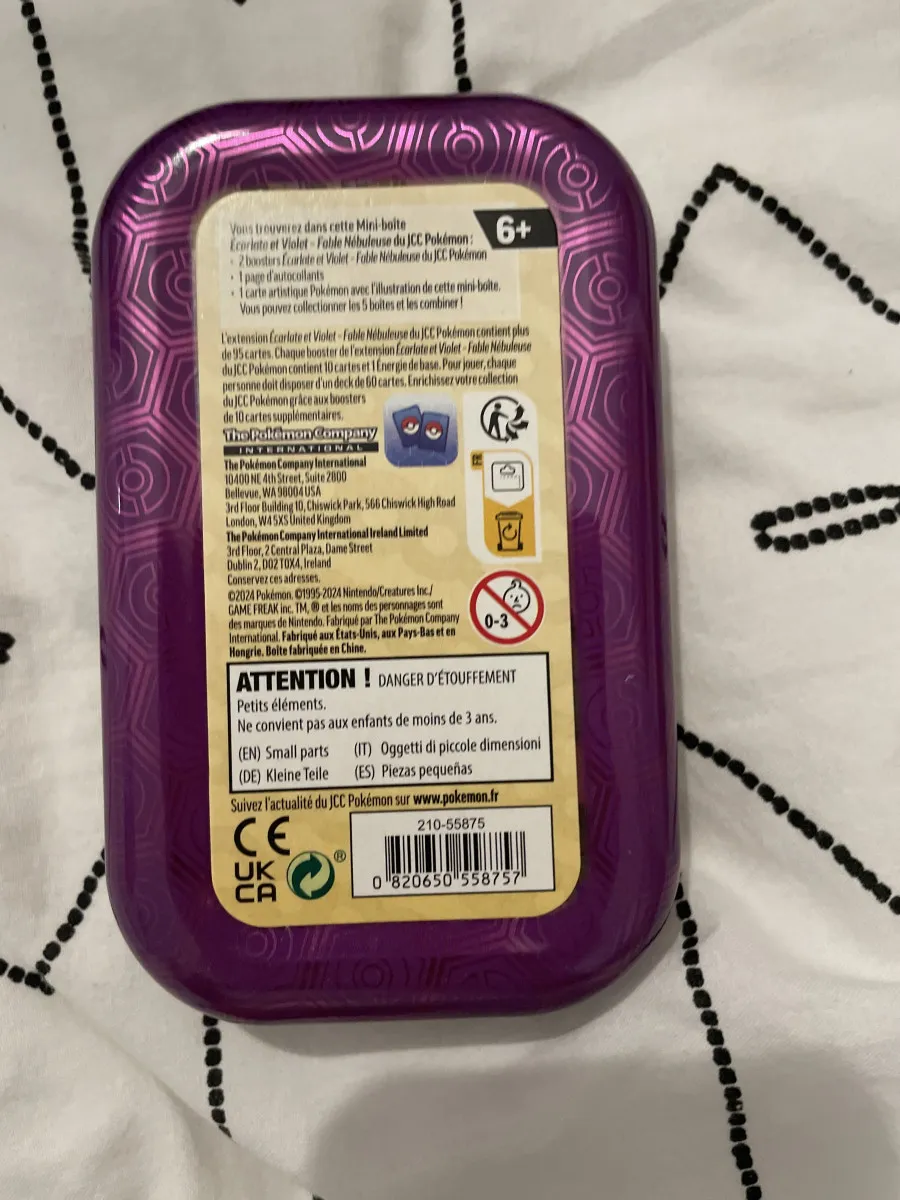 Vous trouverez dans cette Mini-boîte
Écarlate et Violet - Fable Nébuleuse du JCC Pokémon :
6+
• 2 boosters Écarlate et Violet - Fable Nébuleuse du JCC Pokémon
• 1 page d'autocollants
• 1 carte artistique Pokémon avec l'illustration de cette mini-boîte.
Vous pouvez collectionner les 5 boîtes et les combiner !
L'extension Écarlate et Violet - Fable Nébuleuse du JCC Pokémon contient plus
de 95 cartes. Chaque booster de l'extension Écarlate et Violet - Fable Nébuleuse
du JCC Pokémon contient 10 cartes et 1 Énergie de base. Pour jouer, chaque
personne doit disposer d'un deck de 60 cartes. Enrichissez votre collection
du JCC Pokémon grâce aux boosters
de 10 cartes supplémentaires.
The Pokémon Company
INTERNATIONAL
The Pokémon Company International
10400 NE 4th Street, Suite 2800
Bellevue, WA 98004 USA
3rd Floor Building 10, Chiswick Park, 566 Chiswick High Road
London, W4 5XS United Kingdom
The Pokémon Company International Ireland Limited
3rd Floor, 2 Central Plaza, Dame Street
Dublin 2, D02 T0X4, Ireland
Conservez ces adresses.
©2024 Pokémon. ©1995-2024 Nintendo/Creatures Inc./
GAME FREAK inc. TM, ® et les noms des personnages sont
des marques de Nintendo. Fabriqué par The Pokémon Company
International. Fabriqué aux États-Unis, aux Pays-Bas et en
Hongrie. Boîte fabriquée en Chine.
FR
0-3
ATTENTION ! DANGER D'ÉTOUFFEMENT
Petits éléments.
Ne convient pas aux enfants de moins de 3 ans.
(EN) Small parts (IT) Oggetti di piccole dimensioni
(DE) Kleine Teile (ES) Piezas pequeñas
Suivez l'actualité du JCC Pokémon sur www.pokemon.fr
CE
UK
CA
®
210-55875
0 820650 558757